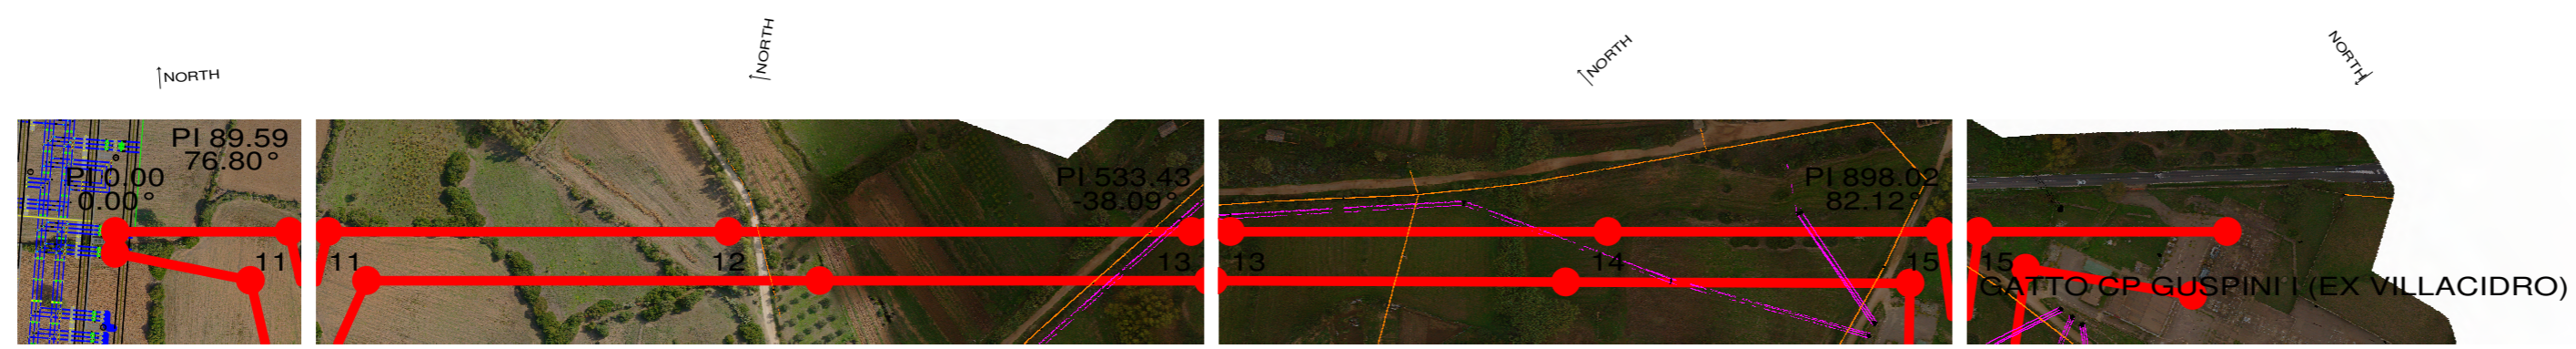 NORTH
NORTH
NORTH
NORTH
PI 89.59
76.80°
PI 0.00
0.00°
PI 533.43
-38.09°
PI 898.02
82.12°
11
11
12
13
13
14
15
15
GATTO CP GUSPINI I (EX VILLACIDRO)